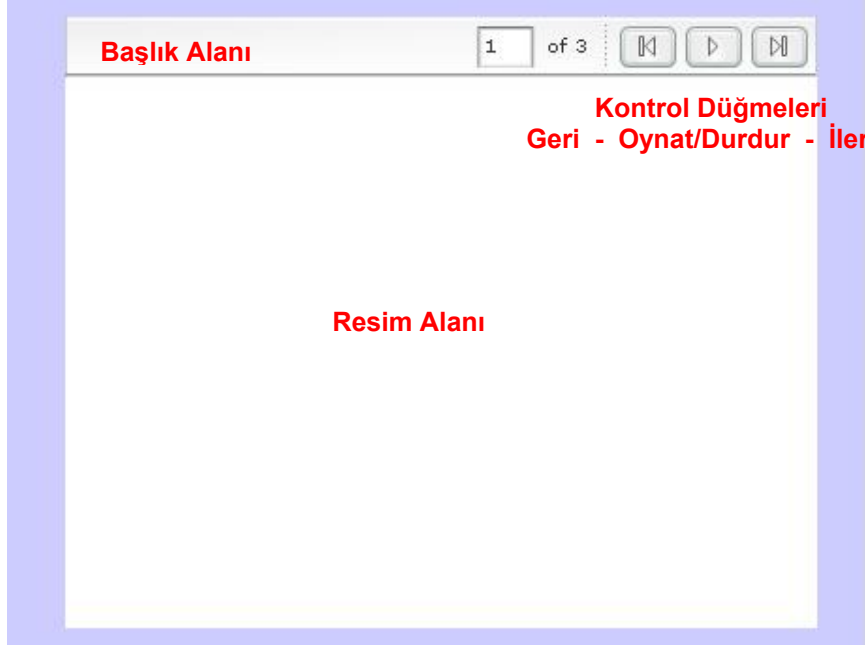 Başlık Alanı 1 of 3
Kontrol Düğmeleri
Geri - Oynat/Durdur - İler
Resim Alanı